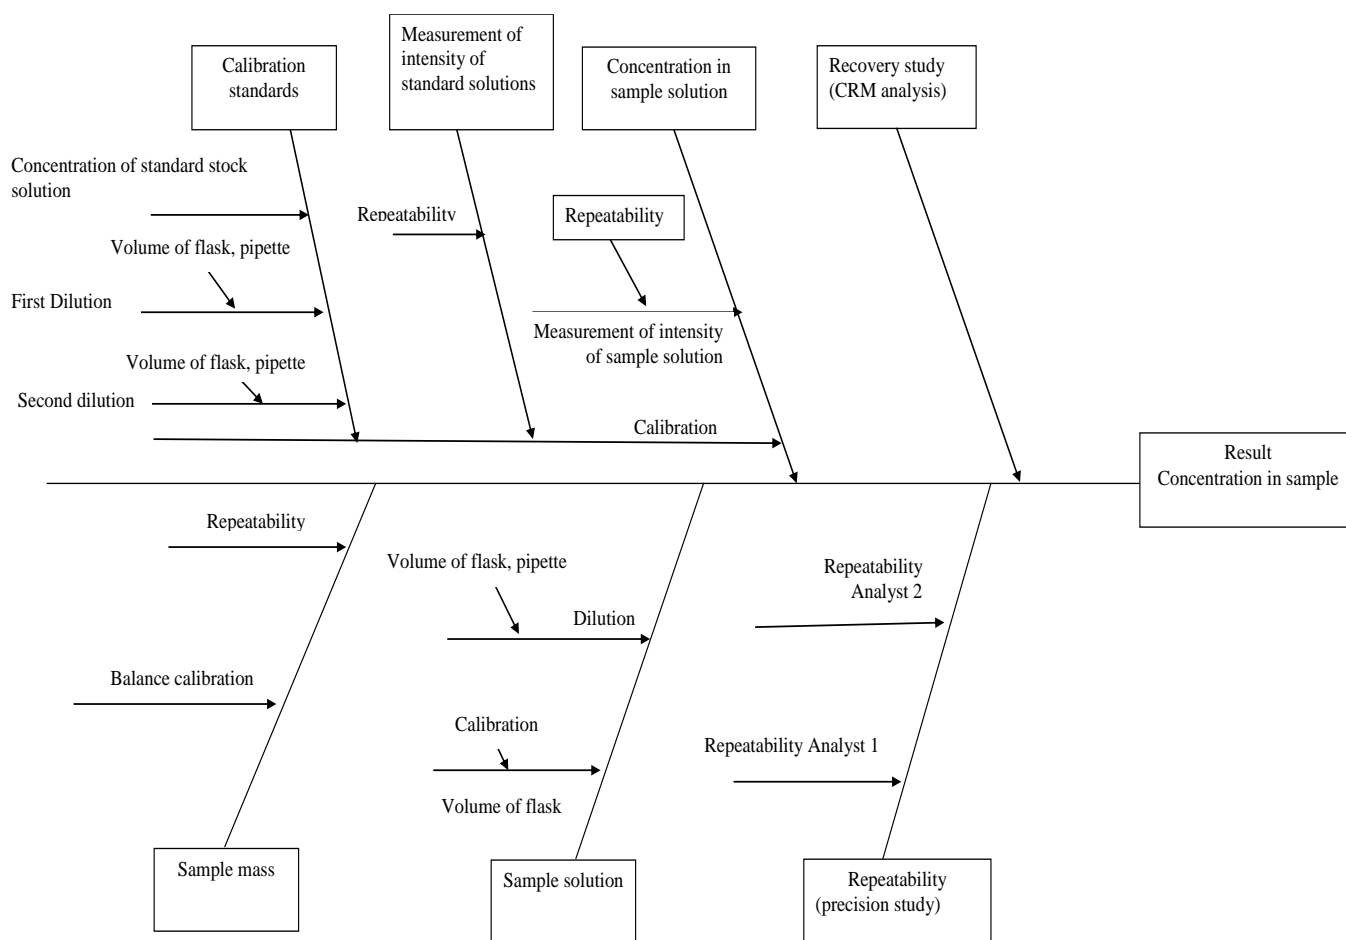 Calibration
standards
Measurement of
intensity of
standard solutions
Concentration in
sample solution
Recovery study
(CRM analysis)
Concentration of standard stock
solution
Repeatability
Repeatability
Volume of flask, pipette
First Dilution
Measurement of intensity
of sample solution
Volume of flask, pipette
Second dilution
Calibration
Result
Concentration in sample
Repeatability
Volume of flask, pipette
Repeatability
Analyst 2
Dilution
Balance calibration
Calibration
Repeatability Analyst 1
Volume of flask
Sample mass
Sample solution
Repeatability
(precision study)